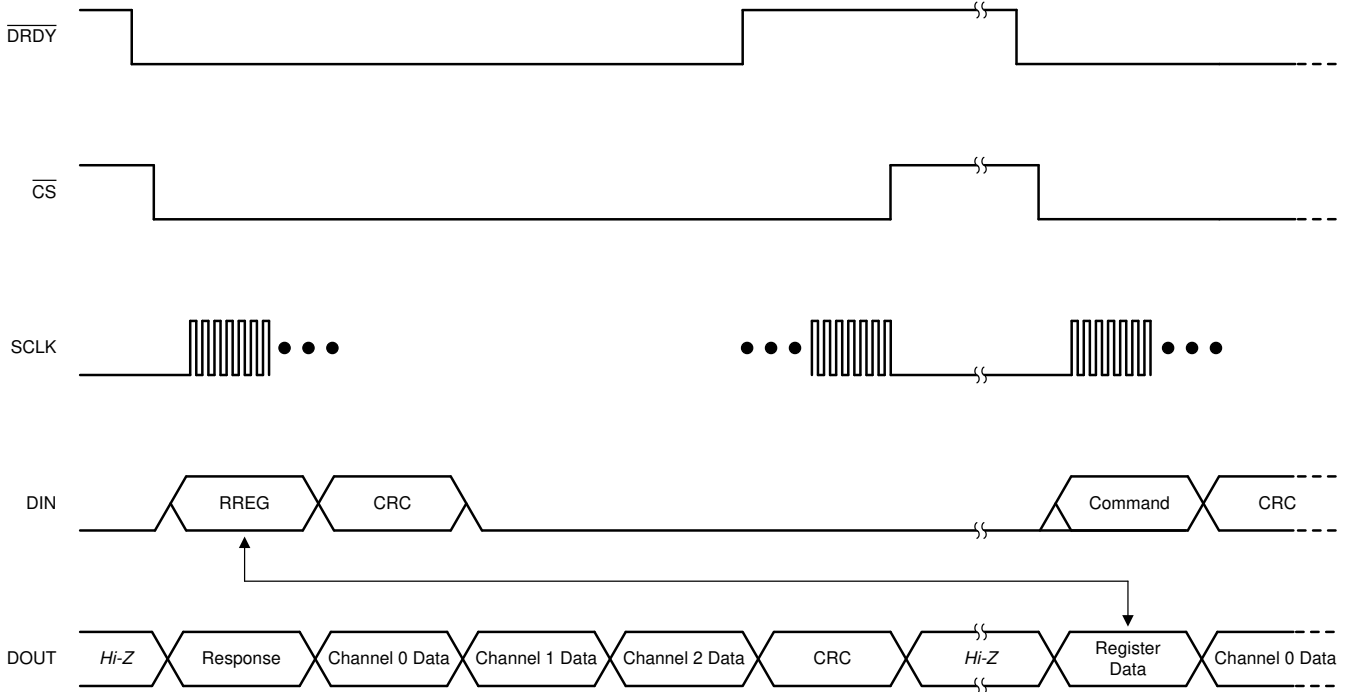 DRDY
CS
SCLK
DIN
RREG
CRC
Command
CRC
DOUT
Hi-Z
Response
Channel 0 Data
Channel 1 Data
Channel 2 Data
CRC
Hi-Z
Register
Data
Channel 0 Data